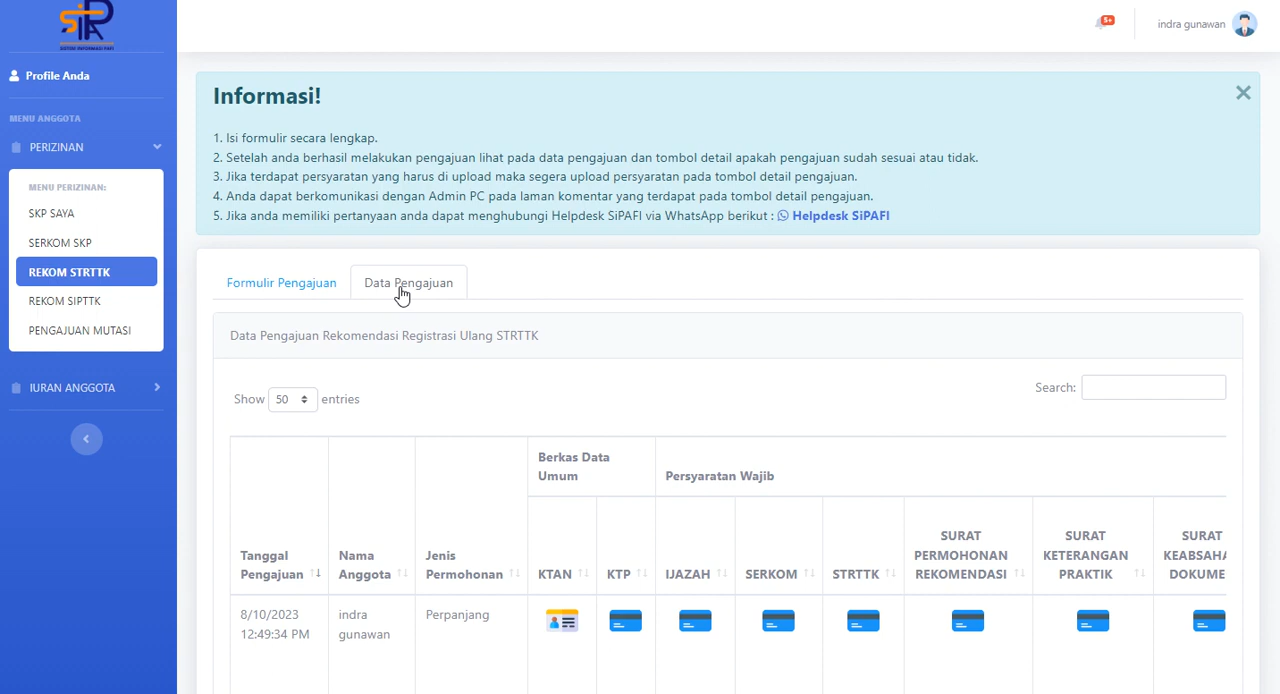 SISTEM INFORMASI PAFI
5+
indra gunawan
Profile Anda
MENU ANGGOTA
PERIZINAN
MENU PERIZINAN:
SKP SAYA
SERKOM SKP
REKOM STRTTK
REKOM SIPTTK
PENGAJUAN MUTASI
IURAN ANGGOTA
Informasi!
1. Isi formulir secara lengkap.
2. Setelah anda berhasil melakukan pengajuan lihat pada data pengajuan dan tombol detail apakah pengajuan sudah sesuai atau tidak.
3. Jika terdapat persyaratan yang harus di upload maka segera upload persyaratan pada tombol detail pengajuan.
4. Anda dapat berkomunikasi dengan Admin PC pada laman komentar yang terdapat pada tombol detail pengajuan.
5. Jika anda memiliki pertanyaan anda dapat menghubungi Helpdesk SiPAFI via WhatsApp berikut : Helpdesk SiPAFI
Formulir Pengajuan
Data Pengajuan
Data Pengajuan Rekomendasi Registrasi Ulang STRTTK
Show 50 entries
Search:
Berkas Data
Umum
Persyaratan Wajib
Tanggal
Pengajuan
Nama
Anggota
Jenis
Permohonan
KTAN
KTP
IJAZAH
SERKOM
STRTTK
SURAT
PERMOHONAN
REKOMENDASI
SURAT
KETERANGAN
PRAKTIK
SURAT
KEABSAHA
DOKUME
8/10/2023
12:49:34 PM
indra
gunawan
Perpanjang